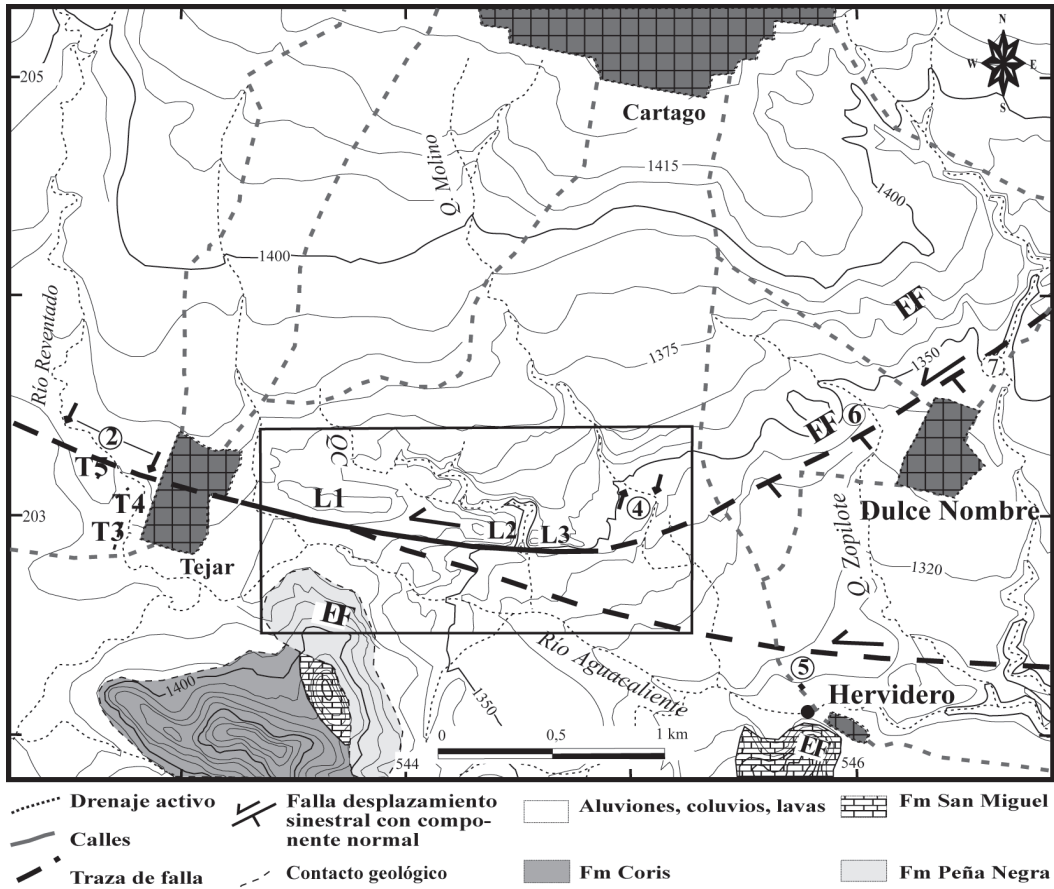 N
W E
S
205
Cartago
Q. Molino
1415
1400
1400
EF
Río Reventado
1375
1350
7
2
EF
6
T5
QC
T4
L1
4
Dulce Nombre
203
L2
L3
T3
Tejar
Q. Zopilote
1320
EF
Río Aguacaliente
5
1400
1350
Hervidero
0 0,5 1 km
EF
544
546
Drenaje activo
Calles
Traza de falla
Falla desplazamiento
sinestral con compo-
nente normal
Contacto geológico
Aluviones, coluvios, lavas
Fm Coris
Fm San Miguel
Fm Peña Negra